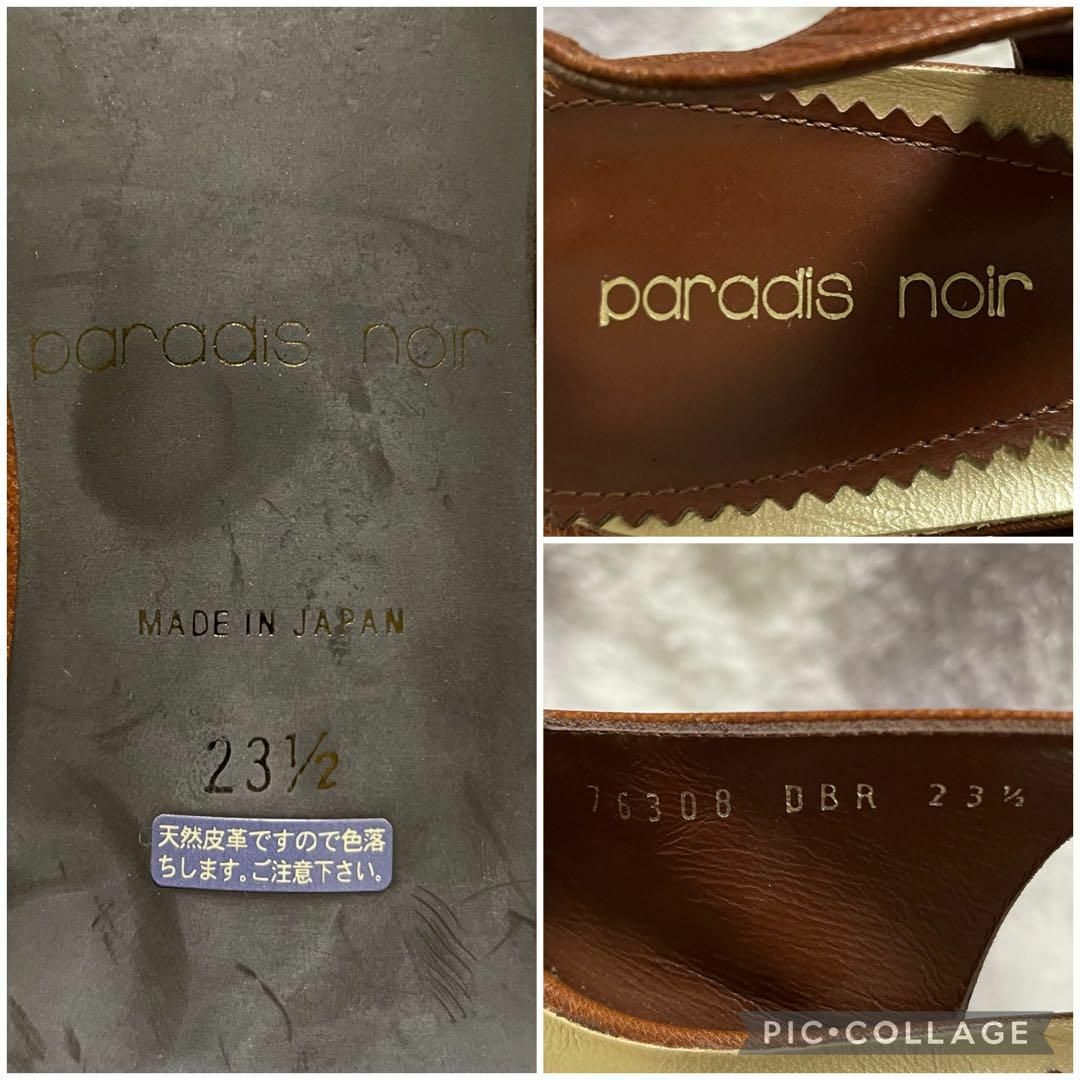 paradis noir
MADE IN JAPAN
23½
天然皮革ですので色落
ちします。ご注意下さい。
paradis noir
76308 DBR 23½
PIC•COLLAGE